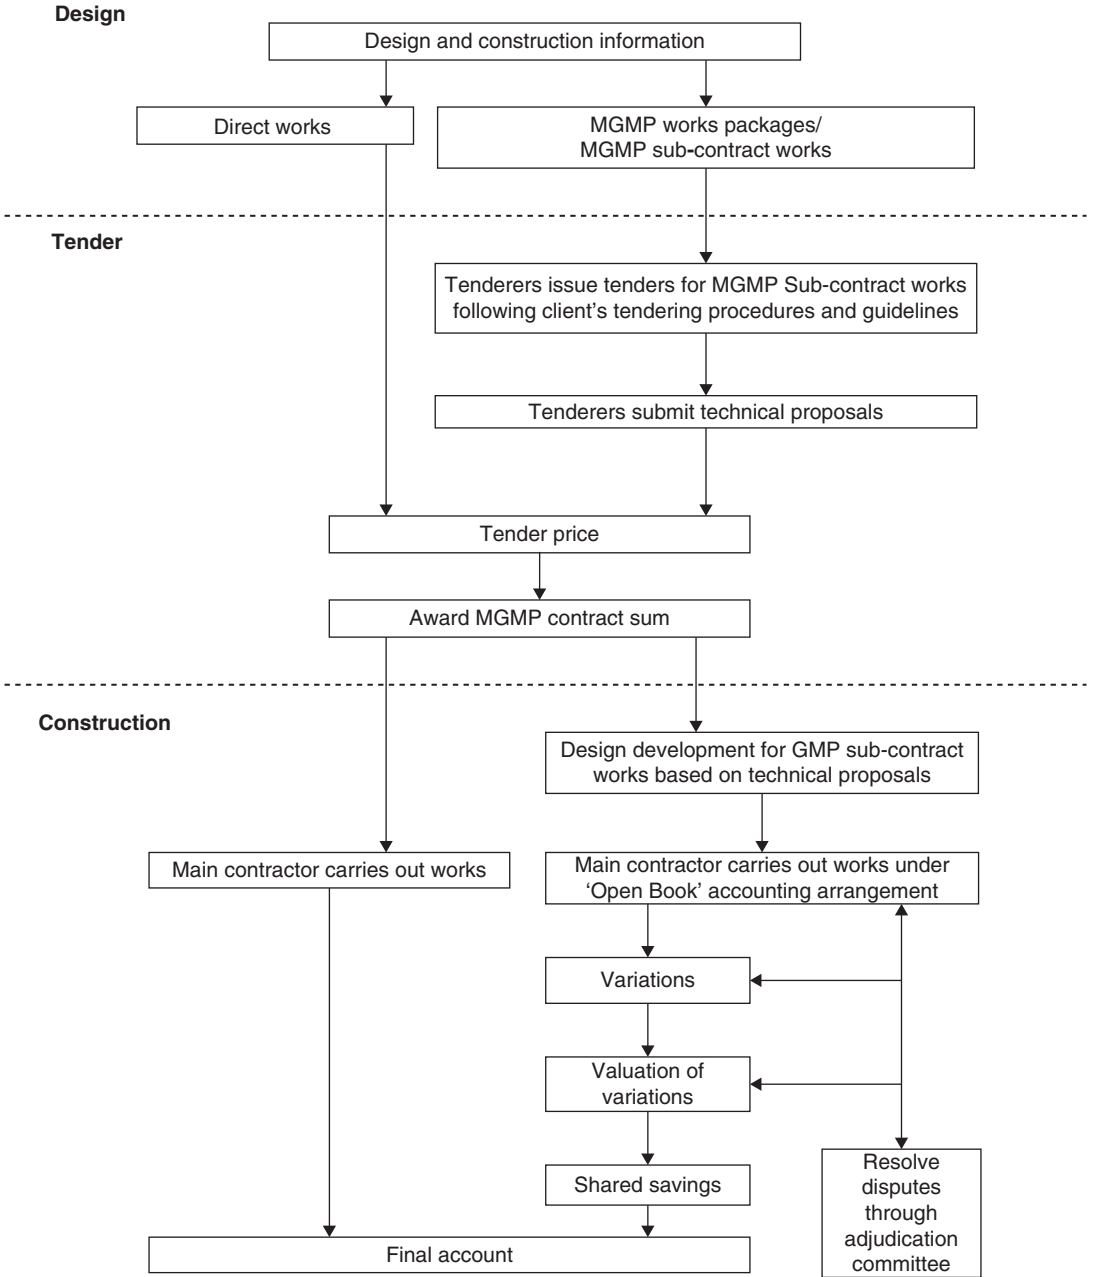 Design
Design and construction information
Direct works
MGMP works packages/
MGMP sub-contract works
Tender
Tenderers issue tenders for MGMP Sub-contract works
following client’s tendering procedures and guidelines
Tenderers submit technical proposals
Tender price
Award MGMP contract sum
Construction
Design development for GMP sub-contract
works based on technical proposals
Main contractor carries out works
Main contractor carries out works under
‘Open Book’ accounting arrangement
Variations
Valuation of
variations
Shared savings
Resolve
disputes
through
adjudication
committee
Final account